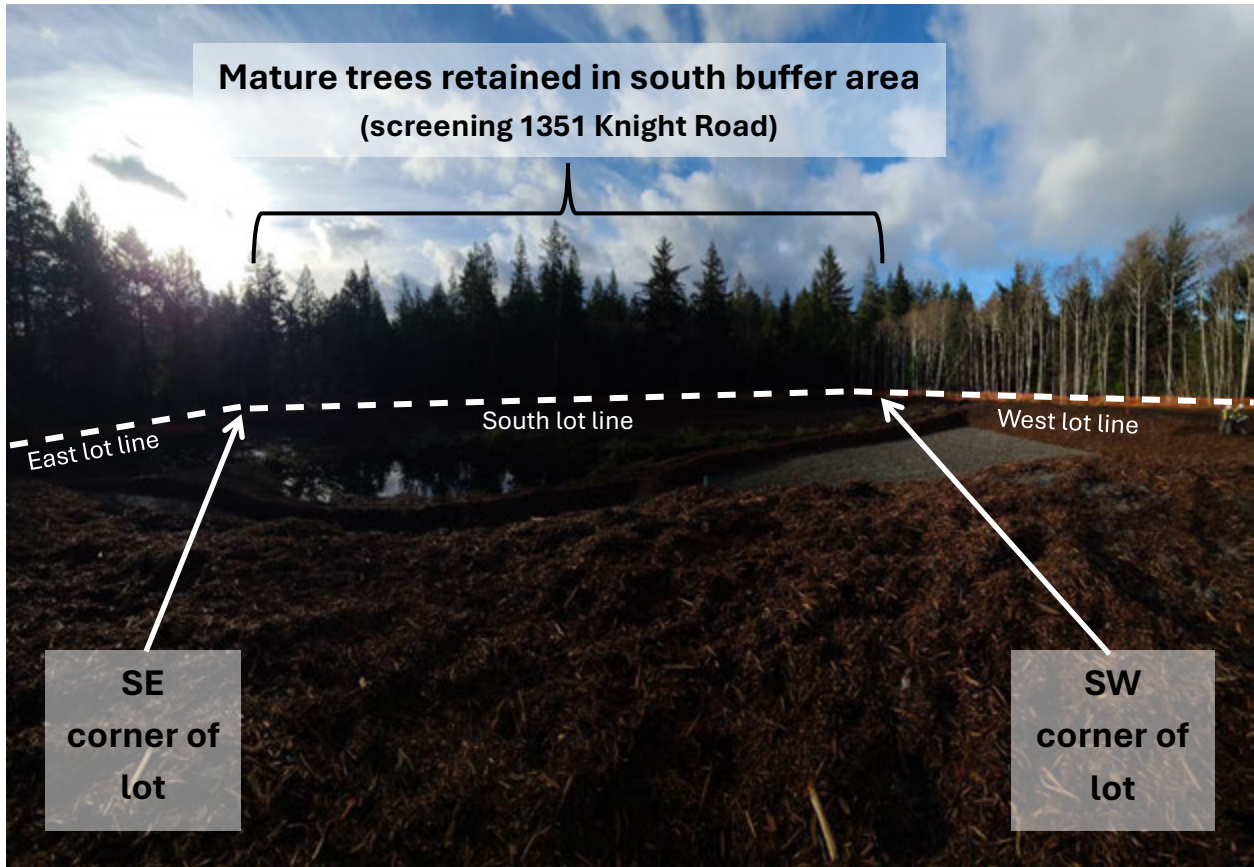 Mature trees retained in south buffer area
(screening 1351 Knight Road)
East lot line
South lot line
West lot line
SE
corner of
lot
SW
corner of
lot